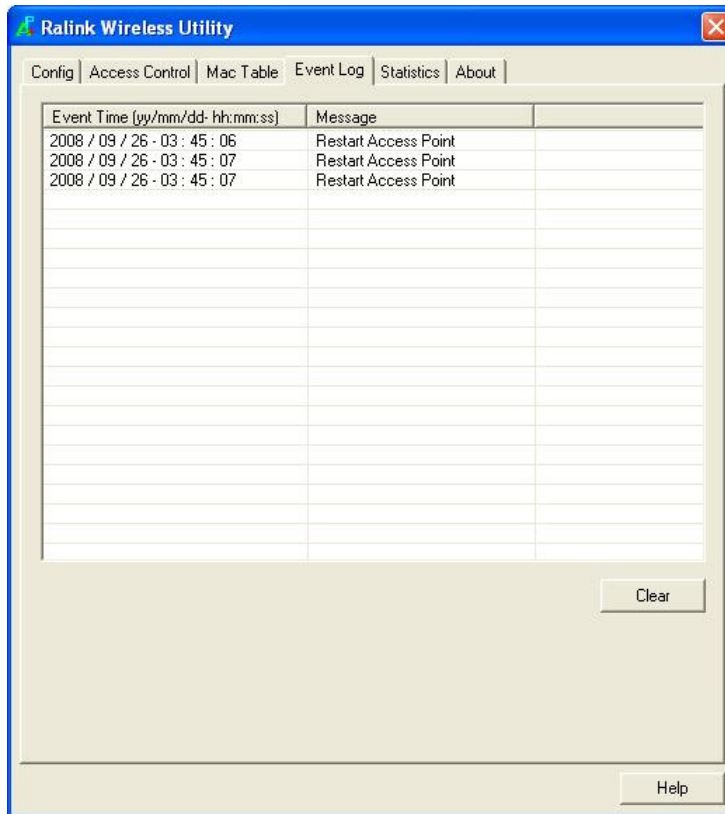 Ralink Wireless Utility
Config Access Control Mac Table Event Log Statistics About
Event Time (yy/mm/dd- hh:mm:ss) Message
2008 / 09 / 26 - 03 : 45 : 06 Restart Access Point
2008 / 09 / 26 - 03 : 45 : 07 Restart Access Point
2008 / 09 / 26 - 03 : 45 : 07 Restart Access Point
Clear
Help